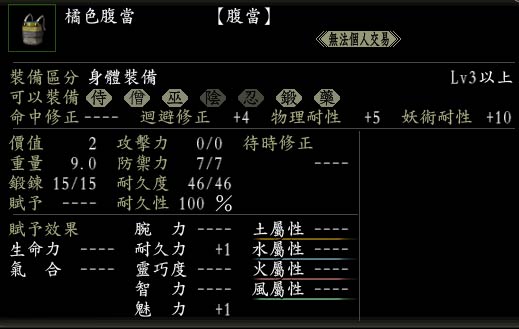 橘色腹當 【腹當】
無法個人交易
裝備區分 身體裝備 Lv3以上
可以裝備 侍 僧 巫 陰 忍 鍛 藥
命中修正 ---- 迴避修正 +4 物理耐性 +5 妖術耐性 +10
價值 2 攻擊力 0/0 待時修正
重量 9.0 防禦力 7/7 ----
鍛鍊 15/15 耐久度 46/46
賦予 ---- 耐久性 100 %
賦予效果 腕力 ---- 土屬性 ----
生命力 ---- 耐久力 +1 水屬性 ----
氣合 ---- 靈巧度 ---- 火屬性 ----
智力 ---- 風屬性 ----
魅力 +1